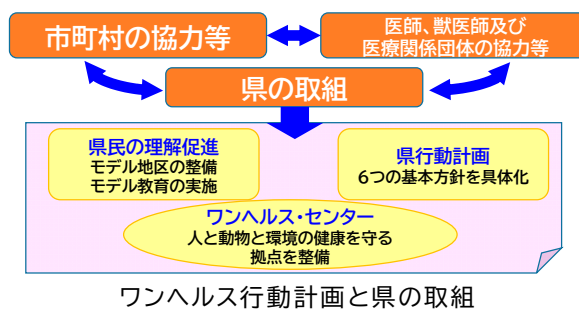 市町村の協力等
医師、獣医師及び
医療関係団体の協力等
県の取組
県民の理解促進
モデル地区の整備
モデル教育の実施
県行動計画
6つの基本方針を具体化
ワンヘルス・センター
人と動物と環境の健康を守る
拠点を整備
ワンヘルス行動計画と県の取組